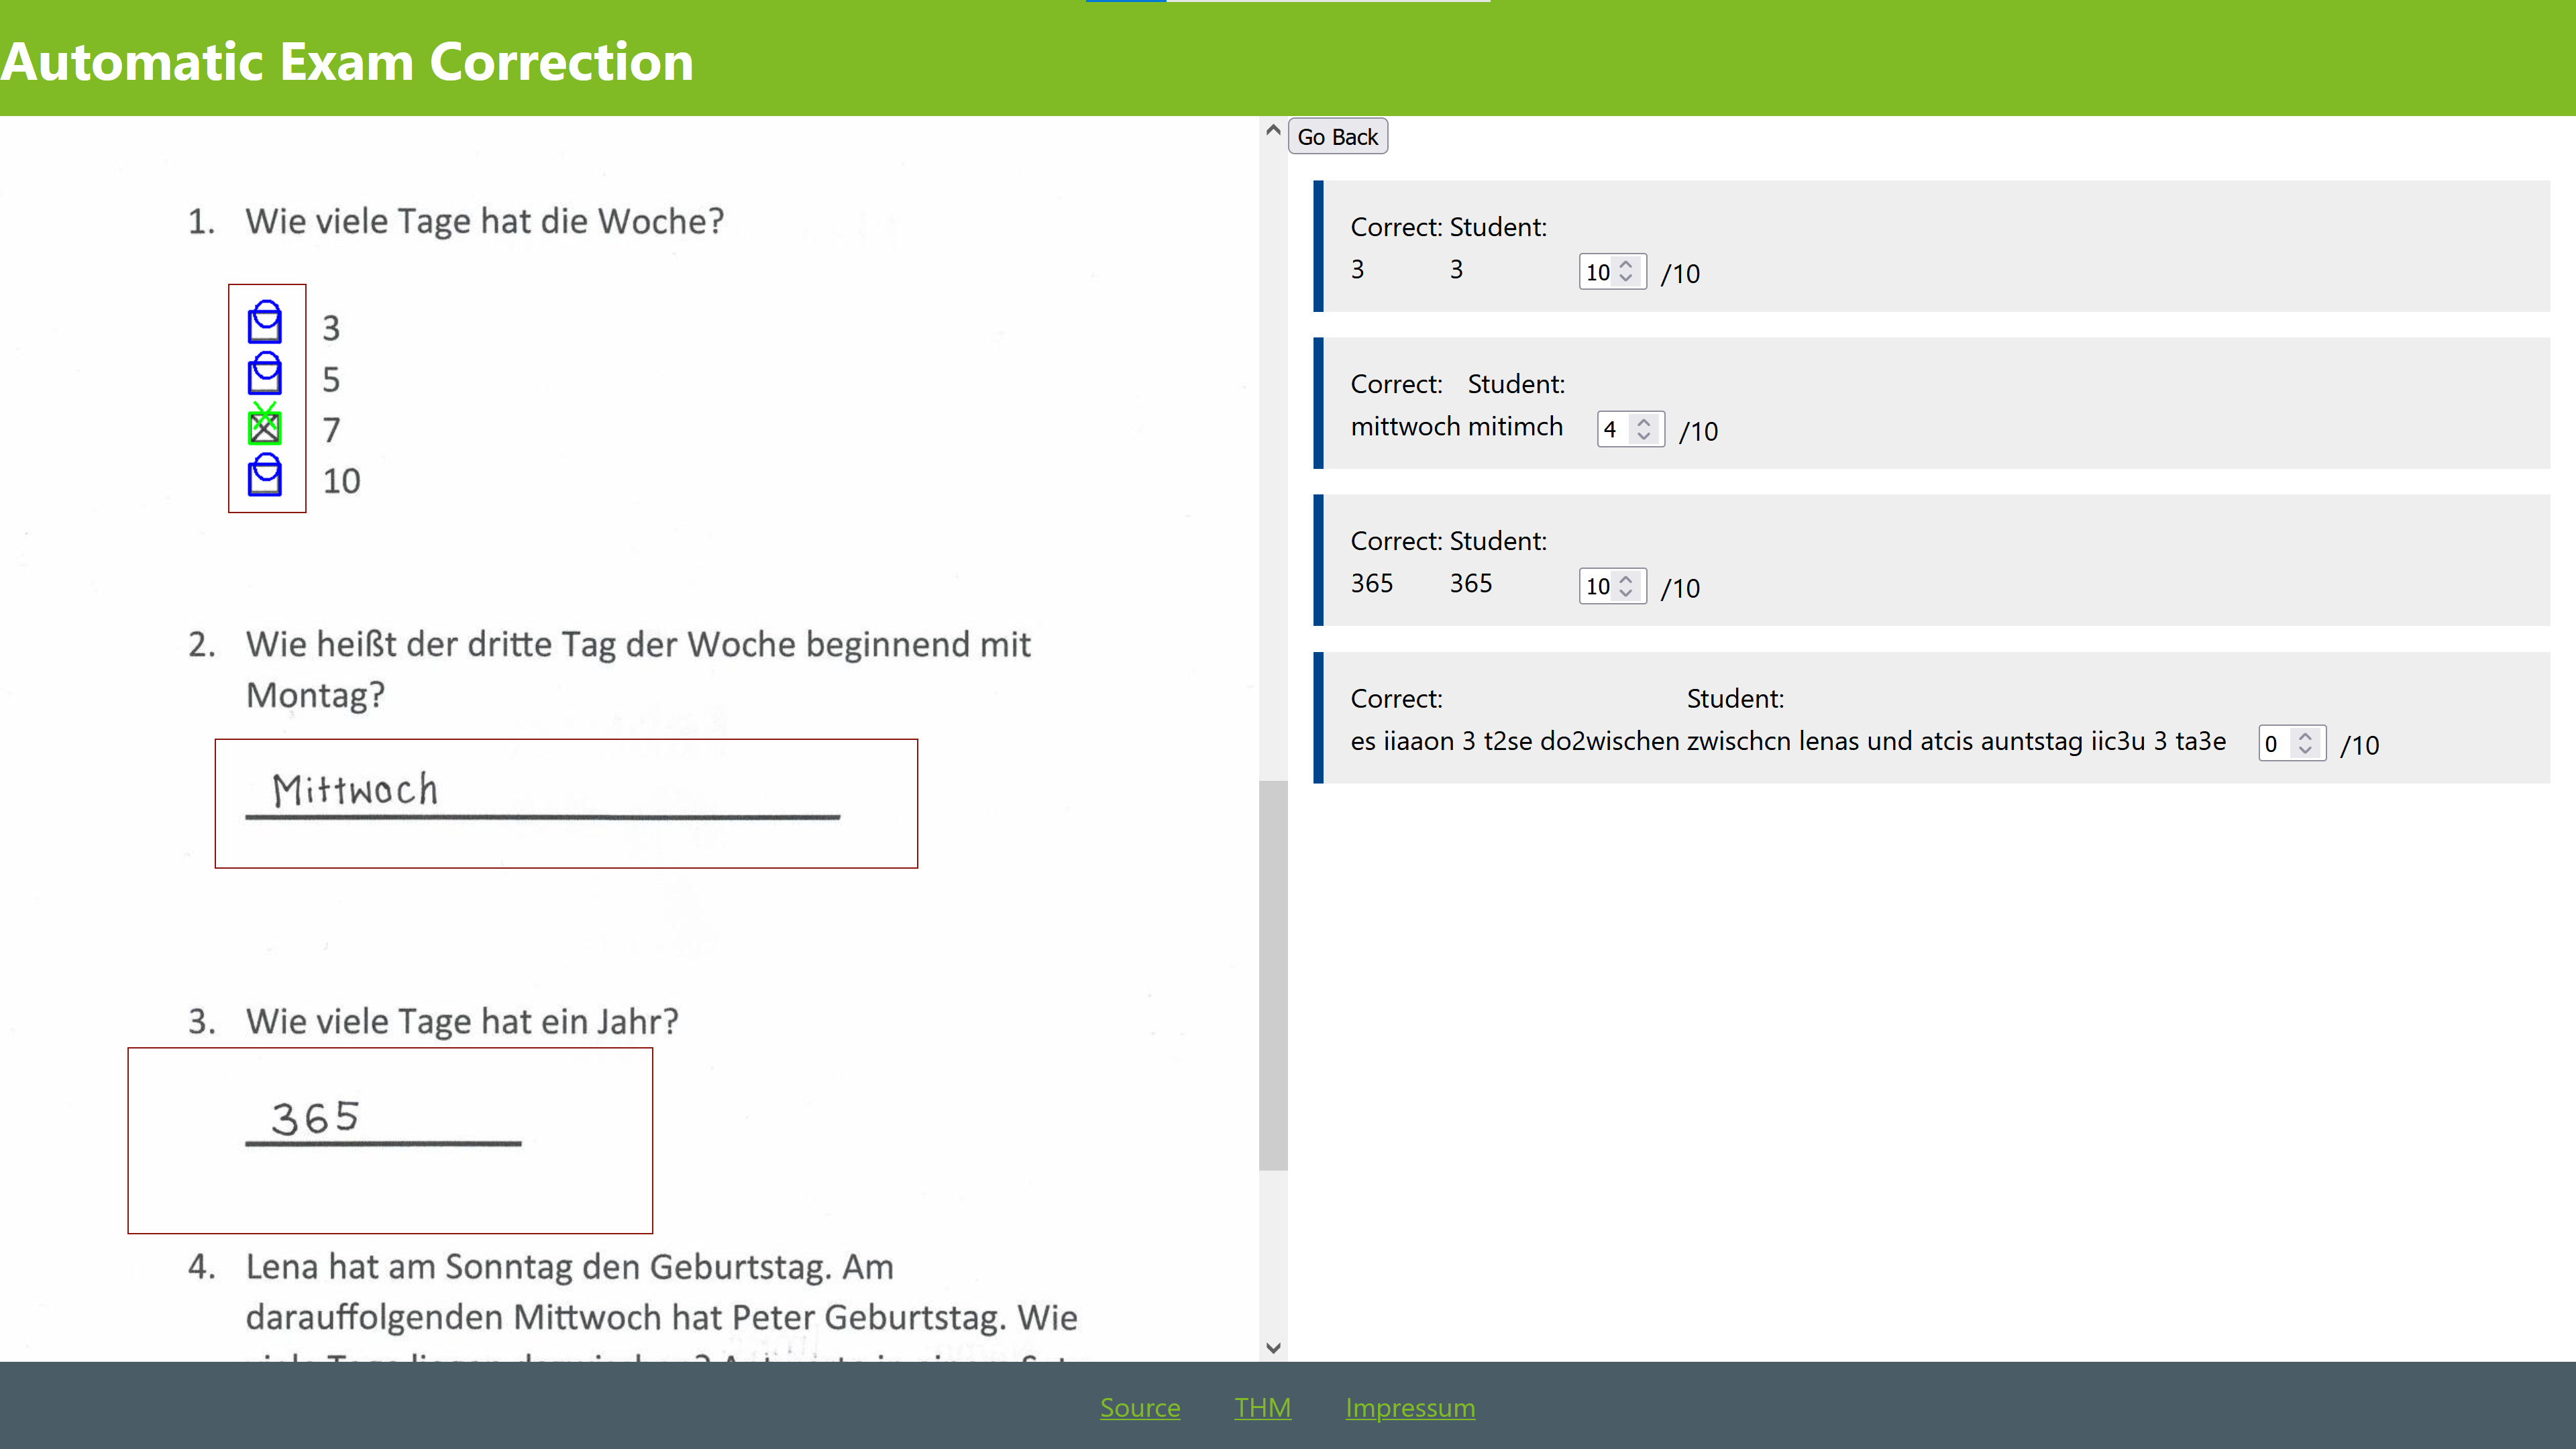 Automatic Exam Correction
1. Wie viele Tage hat die Woche?
3
5
7
10
2. Wie heißt der dritte Tag der Woche beginnend mit
Montag?
Mittwoch
3. Wie viele Tage hat ein Jahr?
365
4. Lena hat am Sonntag den Geburtstag. Am
darauffolgenden Mittwoch hat Peter Geburtstag. Wie
Go Back
Correct: Student:
3 3 10 /10
Correct: Student:
mittwoch mitimch 4 /10
Correct: Student:
365 365 10 /10
Correct: Student:
es iiaaon 3 t2se do2wischen zwischcn lenas und atcis auntstag iic3u 3 ta3e 0 /10
Source THM Impressum